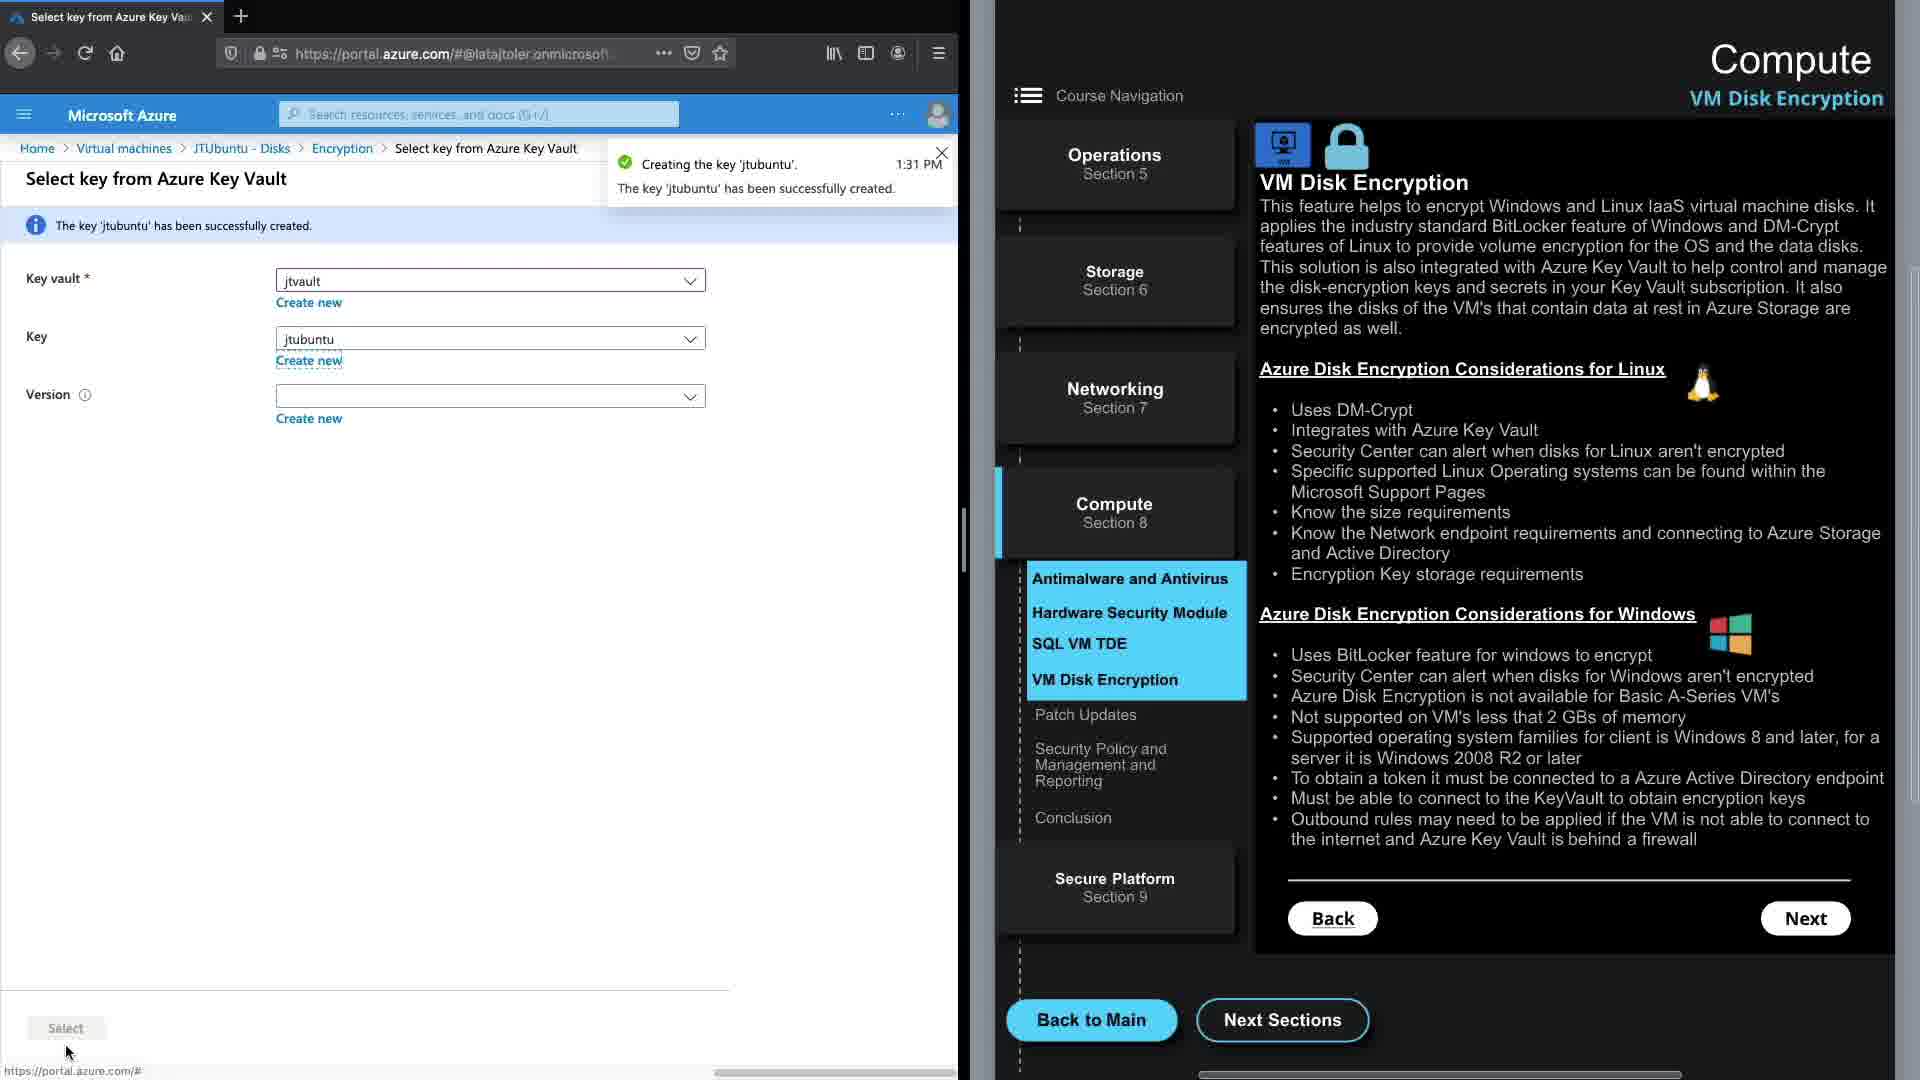 Select key from Azure Key Vau
https://portal.azure.com/#@latajtoler.onmicrosoft
Microsoft Azure
Search resources, services, and docs (G+/)
Home > Virtual machines > JTUbuntu - Disks > Encryption > Select key from Azure Key Vault
Select key from Azure Key Vault
Creating the key 'jtubuntu'.
1:31 PM
The key 'jtubuntu' has been successfully created.
The key 'jtubuntu' has been successfully created.
Key vault *
jtvault
Create new
Key
jtubuntu
Create new
Version
Create new
Select
https://portal.azure.com/#
Compute
VM Disk Encryption
Course Navigation
Operations
Section 5
Storage
Section 6
Networking
Section 7
Compute
Section 8
Antimalware and Antivirus
Hardware Security Module
SQL VM TDE
VM Disk Encryption
Patch Updates
Security Policy and
Management and
Reporting
Conclusion
Secure Platform
Section 9
VM Disk Encryption
This feature helps to encrypt Windows and Linux IaaS virtual machine disks. It
applies the industry standard BitLocker feature of Windows and DM-Crypt
features of Linux to provide volume encryption for the OS and the data disks.
This solution is also integrated with Azure Key Vault to help control and manage
the disk-encryption keys and secrets in your Key Vault subscription. It also
ensures the disks of the VM's that contain data at rest in Azure Storage are
encrypted as well.
Azure Disk Encryption Considerations for Linux
• Uses DM-Crypt
• Integrates with Azure Key Vault
• Security Center can alert when disks for Linux aren't encrypted
• Specific supported Linux Operating systems can be found within the
Microsoft Support Pages
• Know the size requirements
• Know the Network endpoint requirements and connecting to Azure Storage
and Active Directory
• Encryption Key storage requirements
Azure Disk Encryption Considerations for Windows
• Uses BitLocker feature for windows to encrypt
• Security Center can alert when disks for Windows aren't encrypted
• Azure Disk Encryption is not available for Basic A-Series VM's
• Not supported on VM's less that 2 GBs of memory
• Supported operating system families for client is Windows 8 and later, for a
server it is Windows 2008 R2 or later
• To obtain a token it must be connected to a Azure Active Directory endpoint
• Must be able to connect to the KeyVault to obtain encryption keys
• Outbound rules may need to be applied if the VM is not able to connect to
the internet and Azure Key Vault is behind a firewall
Back
Next
Back to Main
Next Sections